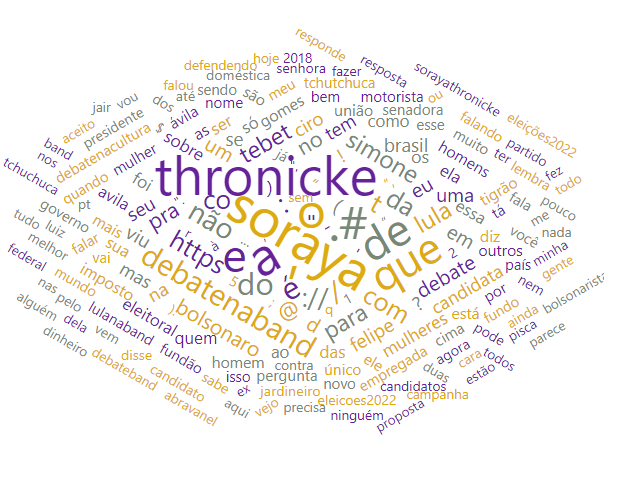 responde
hoje
2018
defendendo
senhora
fazer
resposta
sorayathronicke
doméstica
tchutchuca
falou
até
sendo
são
meu
bem
motorista
ou
eleições2022
jair
vou
dos
nome
união
senadora
falando
partido
aceito
presidente
ávila
as
ser
só
gomes
ciro
tem
como
esse
muito
ter
fez
band
debatenacultura
sobre
um
se
tebet
no
simone
brasil
os
homens
lembra
todo
tchuchuca
nos
quando
mulher
foi
já
ela
tigrão
pouco
avila
seu
pra
co
thronicke
!
da
eu
uma
tá
me
nada
governo
mais
não
soraya
o
.
#
t
lula
essa
fala
você
tudo
luiz
falar
sua
viu
https
e
a
"
de
que
em
diz
outros
país
minha
melhor
vai
mas
do
é
:
/
debate
2
nem
gente
federal
mundo
imposto
na
debatenaband
'
://
com
candidata
por
ainda
bolsonarista
nas
pelo
eleitoral
bolsonaro
@
d
para
felipe
?
mulheres
está
fundo
alguém
dela
lulanaband
vem
fundão
quem
ao
das
ele
cima
pode
pisca
parece
dinheiro
debateband
disse
homem
contra
único
empregada
agora
todos
candidato
sabe
isso
pergunta
novo
duas
cara
estão
abravanel
ex
jardineiro
candidatos
campanha
aqui
vejo
precisa
eleicoes2022
ninguém
proposta
pt
sem
q
1
5